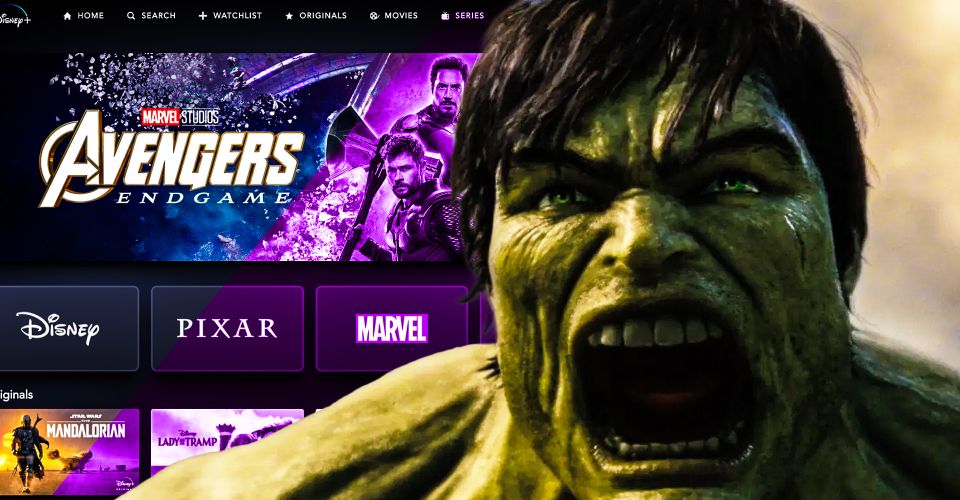 Disney+ HOME SEARCH WATCHLIST ORIGINALS MOVIES SERIES
MARVEL STUDIOS
AVENGERS
ENDGAME
Disney PIXAR MARVEL
iginals
STAR WARS
THE
MANDALORIAN
Disney
LADY AND THE TRAMP
Disney+